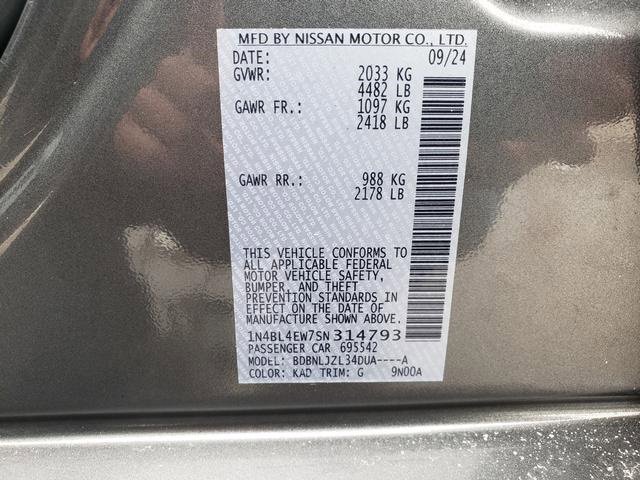 MFD BY NISSAN MOTOR CO., LTD.
DATE: 09/24
GVWR: 2033 KG
4482 LB
GAWR FR.: 1097 KG
2418 LB
GAWR RR.: 988 KG
2178 LB
THIS VEHICLE CONFORMS TO
ALL APPLICABLE FEDERAL
MOTOR VEHICLE SAFETY,
BUMPER, AND THEFT
PREVENTION STANDARDS IN
EFFECT ON THE DATE OF
MANUFACTURE SHOWN ABOVE.
1N4BL4EW7SN314793
PASSENGER CAR 695542
MODEL: BDBNLJZL34DUA----A
COLOR: KAD TRIM: G 9N00A